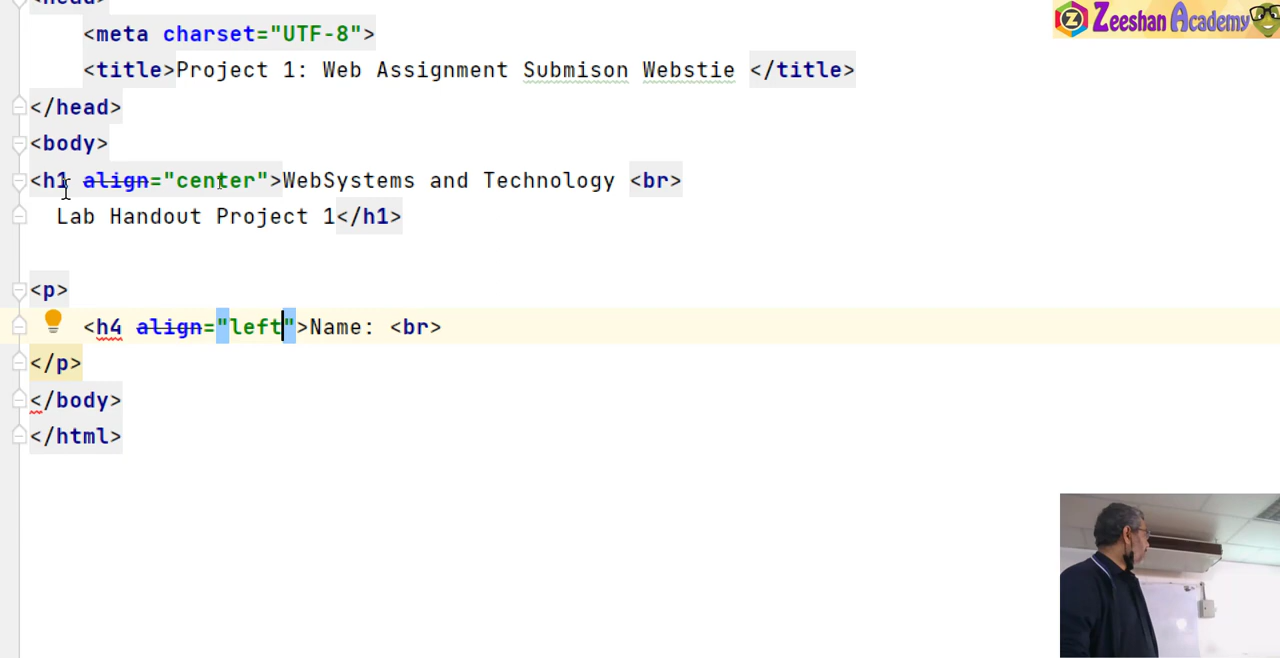 <head>
Zeeshan Academy
<meta charset="UTF-8">
<title>Project 1: Web Assignment Submison Webstie </title>
</head>
<body>
<h1 align="center">WebSystems and Technology <br>
Lab Handout Project 1</h1>
<p>
<h4 align="left">Name: <br>
</p>
</body>
</html>